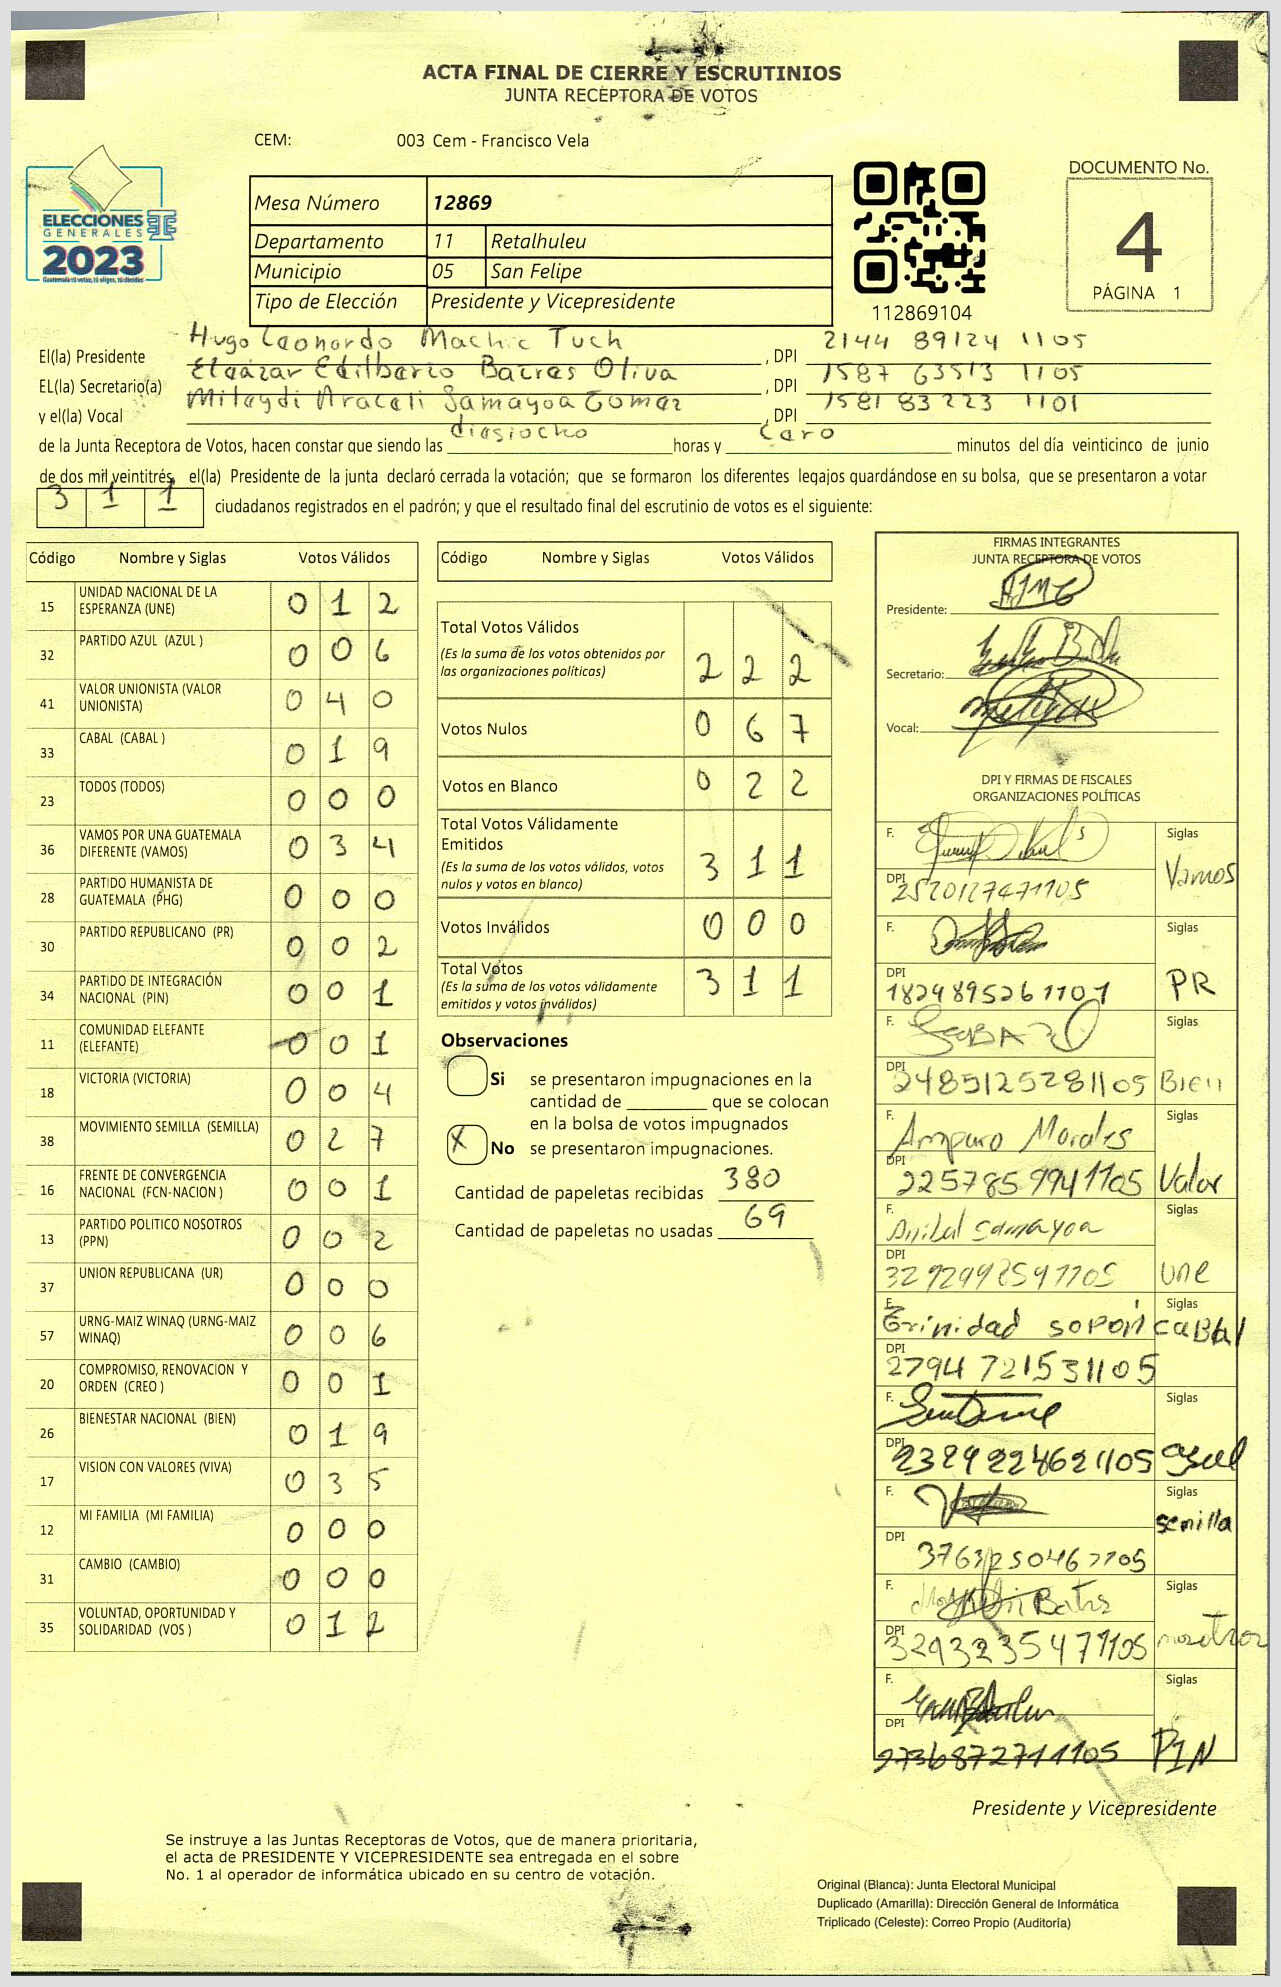 ACTA FINAL DE CIERRE Y ESCRUTINIOS
JUNTA RECEPTORA DE VOTOS
CEM: 003 Cem - Francisco Vela
ELECCIONES
GENERALES
2023
Guatemala tú votas, tú eliges, tú decides
Mesa Número 12869
Departamento 11 Retalhuleu
Municipio 05 San Felipe
Tipo de Elección Presidente y Vicepresidente
112869104
DOCUMENTO No.
4
PÁGINA 1
El(la) Presidente Hugo Leonardo Machic Tuch , DPI 2144 89124 1105
EL(la) Secretario(a) Eleázar Edilberto Barras Oliva , DPI 1587 63513 1105
y el(la) Vocal Milaydi Araceli Samayoa Gomez , DPI 1581 83223 1101
de la Junta Receptora de Votos, hacen constar que siendo las diesiocho horas y Cero minutos del día veinticinco de junio
de dos mil veintitrés, el(la) Presidente de la junta declaró cerrada la votación; que se formaron los diferentes legajos guardándose en su bolsa, que se presentaron a votar
311 ciudadanos registrados en el padrón; y que el resultado final del escrutinio de votos es el siguiente:
Código Nombre y Siglas Votos Válidos
15 UNIDAD NACIONAL DE LA ESPERANZA (UNE) 0 1 2
32 PARTIDO AZUL (AZUL ) 0 0 6
41 VALOR UNIONISTA (VALOR UNIONISTA) 0 4 0
33 CABAL (CABAL ) 0 1 9
23 TODOS (TODOS) 0 0 0
36 VAMOS POR UNA GUATEMALA DIFERENTE (VAMOS) 0 3 4
28 PARTIDO HUMANISTA DE GUATEMALA (PHG) 0 0 0
30 PARTIDO REPUBLICANO (PR) 0 0 2
34 PARTIDO DE INTEGRACIÓN NACIONAL (PIN) 0 0 1
11 COMUNIDAD ELEFANTE (ELEFANTE) 0 0 1
18 VICTORIA (VICTORIA) 0 0 4
38 MOVIMIENTO SEMILLA (SEMILLA) 0 2 7
16 FRENTE DE CONVERGENCIA NACIONAL (FCN-NACION ) 0 0 1
13 PARTIDO POLITICO NOSOTROS (PPN) 0 0 2
37 UNION REPUBLICANA (UR) 0 0 0
57 URNG-MAIZ WINAQ (URNG-MAIZ WINAQ) 0 0 6
20 COMPROMISO, RENOVACION Y ORDEN (CREO ) 0 0 1
26 BIENESTAR NACIONAL (BIEN) 0 1 9
17 VISION CON VALORES (VIVA) 0 3 5
12 MI FAMILIA (MI FAMILIA) 0 0 0
31 CAMBIO (CAMBIO) 0 0 0
35 VOLUNTAD, OPORTUNIDAD Y SOLIDARIDAD (VOS ) 0 1 2
Código Nombre y Siglas Votos Válidos
Total Votos Válidos 2 2 2
(Es la suma de los votos obtenidos por
las organizaciones políticas)
Votos Nulos 0 6 7
Votos en Blanco 0 2 2
Total Votos Válidamente
Emitidos 3 1 1
(Es la suma de los votos válidos, votos
nulos y votos en blanco)
Votos Inválidos 0 0 0
Total Votos 3 1 1
(Es la suma de los votos válidamente
emitidos y votos inválidos)
Observaciones
Si se presentaron impugnaciones en la
cantidad de ________ que se colocan
en la bolsa de votos impugnados
X No se presentaron impugnaciones.
Cantidad de papeletas recibidas 380
Cantidad de papeletas no usadas 69
FIRMAS INTEGRANTES
JUNTA RECEPTORA DE VOTOS
Presidente:
Secretario:
Vocal:
DPI Y FIRMAS DE FISCALES
ORGANIZACIONES POLÍTICAS
F. Siglas
DPI 2520127471105 Vamos
F. Siglas
DPI 1824895261101 PR
F. Siglas
DPI 2485125281105 Bien
F. Amparo Morales Siglas
DPI 2257859941105 Valor
F. Anibal Samayoa Siglas
DPI 3292992591105 une
F. Trinidad sopón Siglas CABAL
DPI 2794721531105
F. Siglas
DPI 2329224621105 asul
F. Siglas
semilla
DPI 3763250467705
F. Siglas
DPI 3293235471105 nosotros
F. Siglas
DPI 2736872711105 PIN
Presidente y Vicepresidente
Se instruye a las Juntas Receptoras de Votos, que de manera prioritaria,
el acta de PRESIDENTE Y VICEPRESIDENTE sea entregada en el sobre
No. 1 al operador de informática ubicado en su centro de votación.
Original (Blanca): Junta Electoral Municipal
Duplicado (Amarilla): Dirección General de Informática
Triplicado (Celeste): Correo Propio (Auditoría)